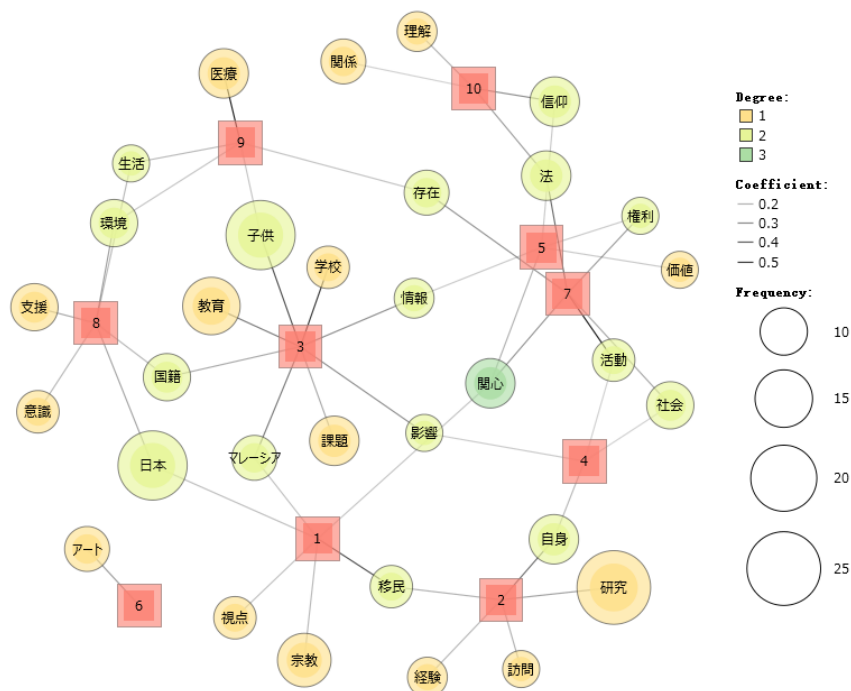 理解
関係
医療
10
信仰
9
生活
法
存在
環境
権利
子供
5
学校
価値
教育
7
支援
情報
8
3
活動
国籍
関心
社会
意識
影響
課題
日本
マレーシア
4
1
自身
アート
移民
研究
2
6
視点
宗教
訪問
経験
Degree:
1
2
3
Coefficient:
0.2
0.3
0.4
0.5
Frequency:
10
15
20
25